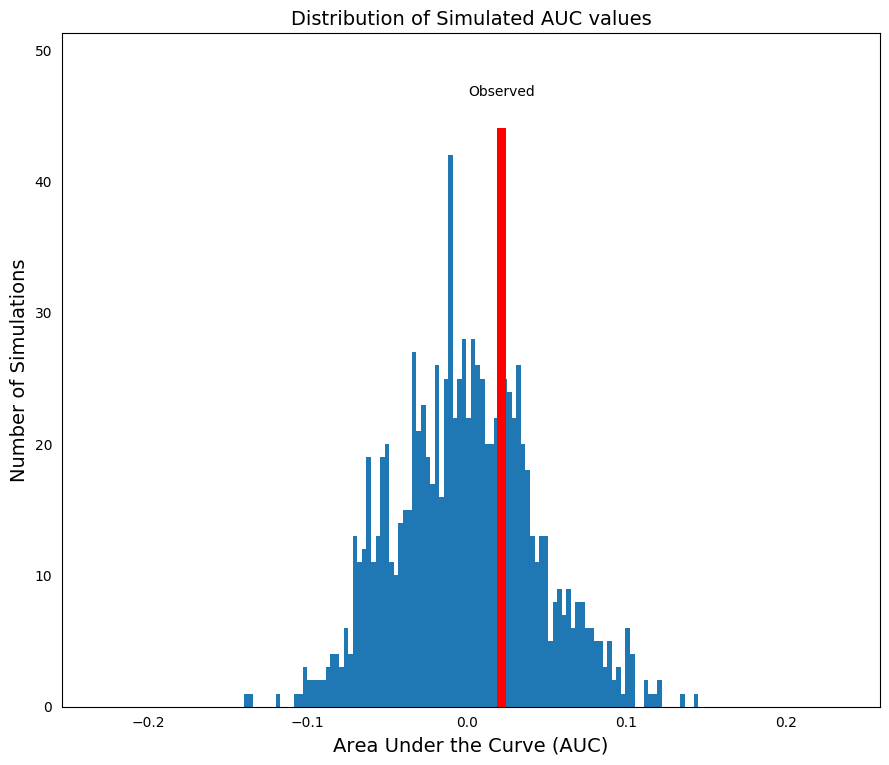 Distribution of Simulated AUC values
50
Observed
40
30
20
10
0
Number of Simulations
−0.2
−0.1
0.0
0.1
0.2
Area Under the Curve (AUC)